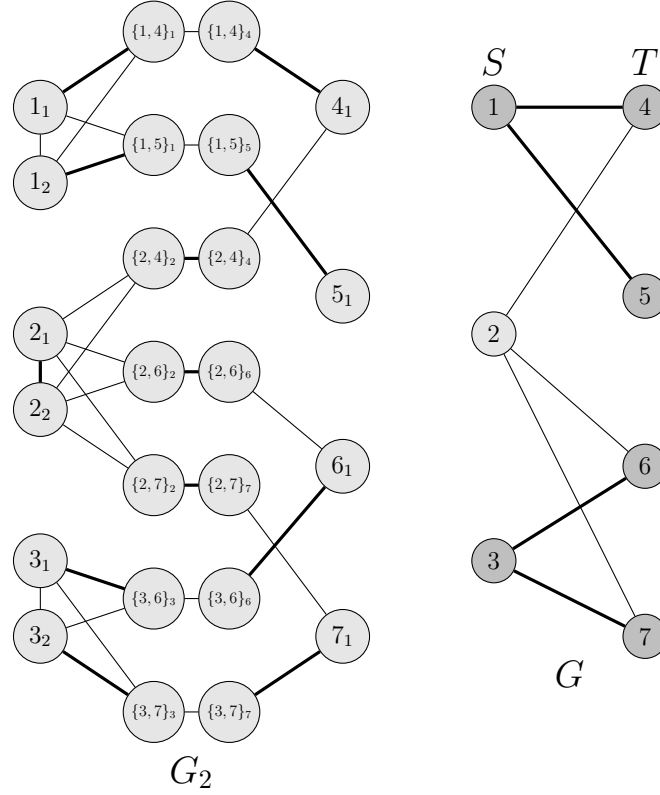 {1, 4}₁ {1, 4}₄
S T
1₁ 4₁ 1 4
{1, 5}₁ {1, 5}₅
1₂
{2, 4}₂ {2, 4}₄
5₁ 5
2₁ 2
{2, 6}₂ {2, 6}₆
2₂
6₁ 6
{2, 7}₂ {2, 7}₇
3₁ 3
{3, 6}₃ {3, 6}₆
3₂ 7₁ 7
G
{3, 7}₃ {3, 7}₇
G₂